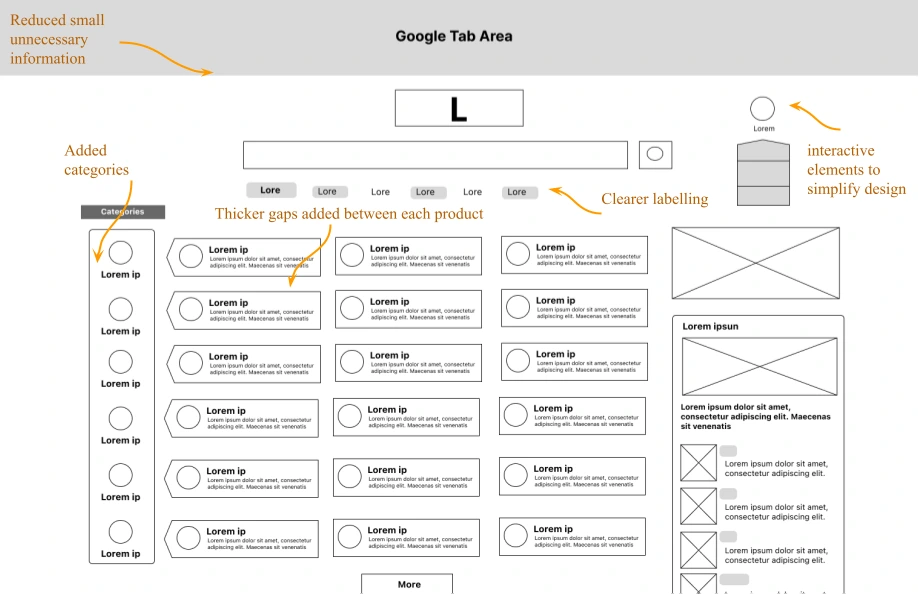 Reduced small
unnecessary
information
Google Tab Area
L
Lorem
Added
categories
interactive
elements to
simplify design
Lore
Lore
Lore
Lore
Lore
Lore
Clearer labelling
Categories
Thicker gaps added between each product
Lorem ip
Lorem ip
Lorem ip
Lorem ip
Lorem ip
Lorem ip
Lorem ip
Lorem ipsum dolor sit amet, consectetur
adipiscing elit. Maecenas sit venenatis
Lorem ip
Lorem ipsum dolor sit amet, consectetur
adipiscing elit. Maecenas sit venenatis
Lorem ip
Lorem ipsum dolor sit amet, consectetur
adipiscing elit. Maecenas sit venenatis
Lorem ip
Lorem ipsum dolor sit amet, consectetur
adipiscing elit. Maecenas sit venenatis
Lorem ip
Lorem ipsum dolor sit amet, consectetur
adipiscing elit. Maecenas sit venenatis
Lorem ip
Lorem ipsum dolor sit amet, consectetur
adipiscing elit. Maecenas sit venenatis
Lorem ip
Lorem ipsum dolor sit amet, consectetur
adipiscing elit. Maecenas sit venenatis
Lorem ip
Lorem ipsum dolor sit amet, consectetur
adipiscing elit. Maecenas sit venenatis
Lorem ip
Lorem ipsum dolor sit amet, consectetur
adipiscing elit. Maecenas sit venenatis
Lorem ip
Lorem ipsum dolor sit amet, consectetur
adipiscing elit. Maecenas sit venenatis
Lorem ip
Lorem ipsum dolor sit amet, consectetur
adipiscing elit. Maecenas sit venenatis
Lorem ip
Lorem ipsum dolor sit amet, consectetur
adipiscing elit. Maecenas sit venenatis
Lorem ip
Lorem ipsum dolor sit amet, consectetur
adipiscing elit. Maecenas sit venenatis
Lorem ip
Lorem ipsum dolor sit amet, consectetur
adipiscing elit. Maecenas sit venenatis
Lorem ip
Lorem ipsum dolor sit amet, consectetur
adipiscing elit. Maecenas sit venenatis
Lorem ip
Lorem ipsum dolor sit amet, consectetur
adipiscing elit. Maecenas sit venenatis
Lorem ip
Lorem ipsum dolor sit amet, consectetur
adipiscing elit. Maecenas sit venenatis
Lorem ip
Lorem ipsum dolor sit amet, consectetur
adipiscing elit. Maecenas sit venenatis
More
Lorem ipsun
Lorem ipsum dolor sit amet,
consectetur adipiscing elit. Maecenas
sit venenatis
Lorem ipsum dolor sit amet,
consectetur adipiscing elit.
Lorem ipsum dolor sit amet,
consectetur adipiscing elit.
Lorem ipsum dolor sit amet,
consectetur adipiscing elit.